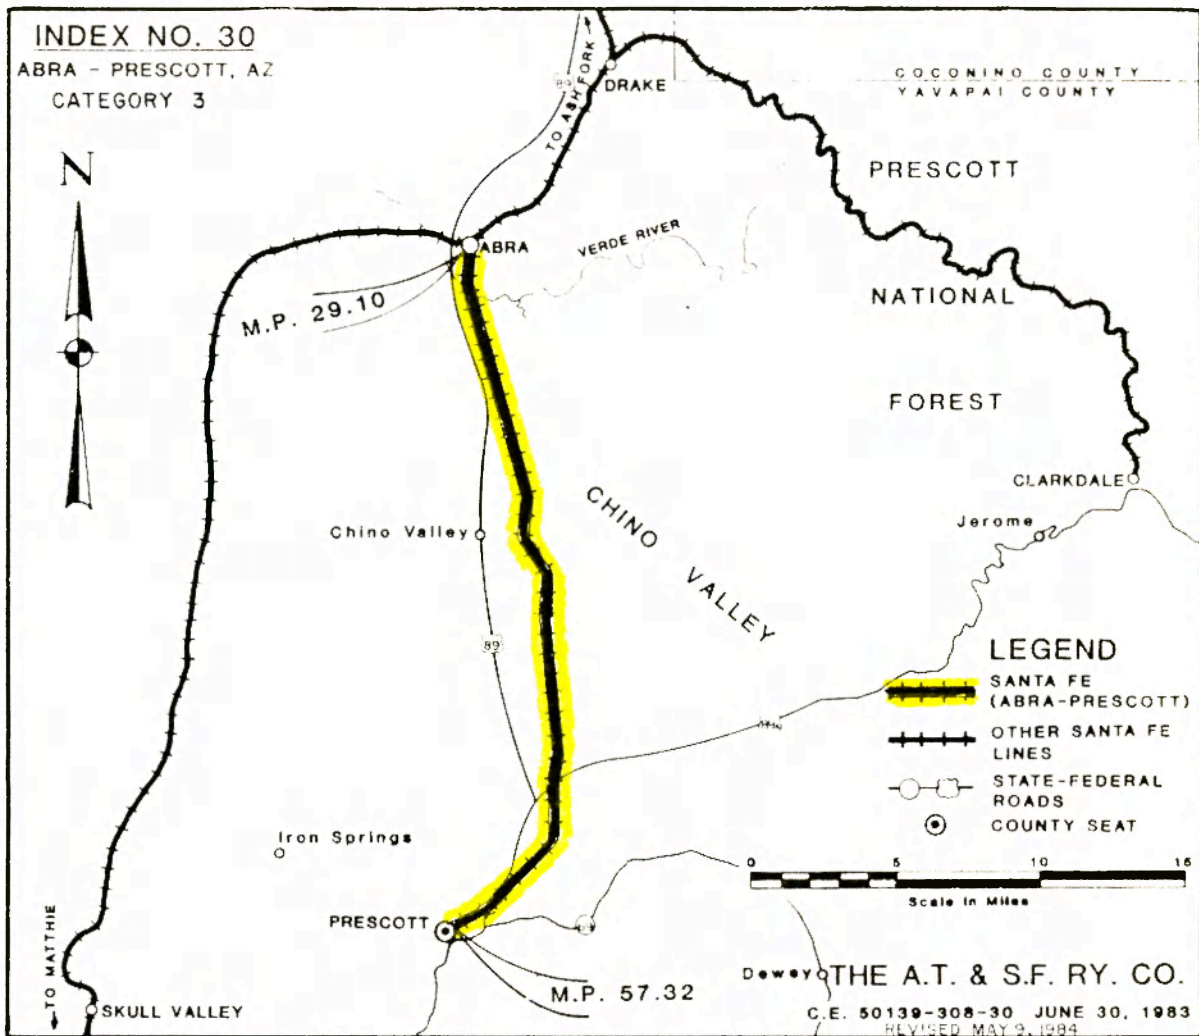 INDEX NO. 30
ABRA - PRESCOTT, AZ
CATEGORY 3
N
89
TO ASH FORK
DRAKE
COCONINO COUNTY
YAVAPAI COUNTY
PRESCOTT
NATIONAL
FOREST
ABRA
VERDE RIVER
M.P. 29.10
CLARKDALE
Jerome
Chino Valley
CHINO
VALLEY
89
LEGEND
SANTA FE
(ABRA-PRESCOTT)
OTHER SANTA FE
LINES
STATE-FEDERAL
ROADS
COUNTY SEAT
Iron Springs
0 5 10 15
Scale In Miles
PRESCOTT
M.P. 57.32
TO MATTHIE
SKULL VALLEY
Dewey
THE A.T. & S.F. RY. CO.
C.E. 50139-308-30 JUNE 30, 1983
REVISED MAY 9, 1984